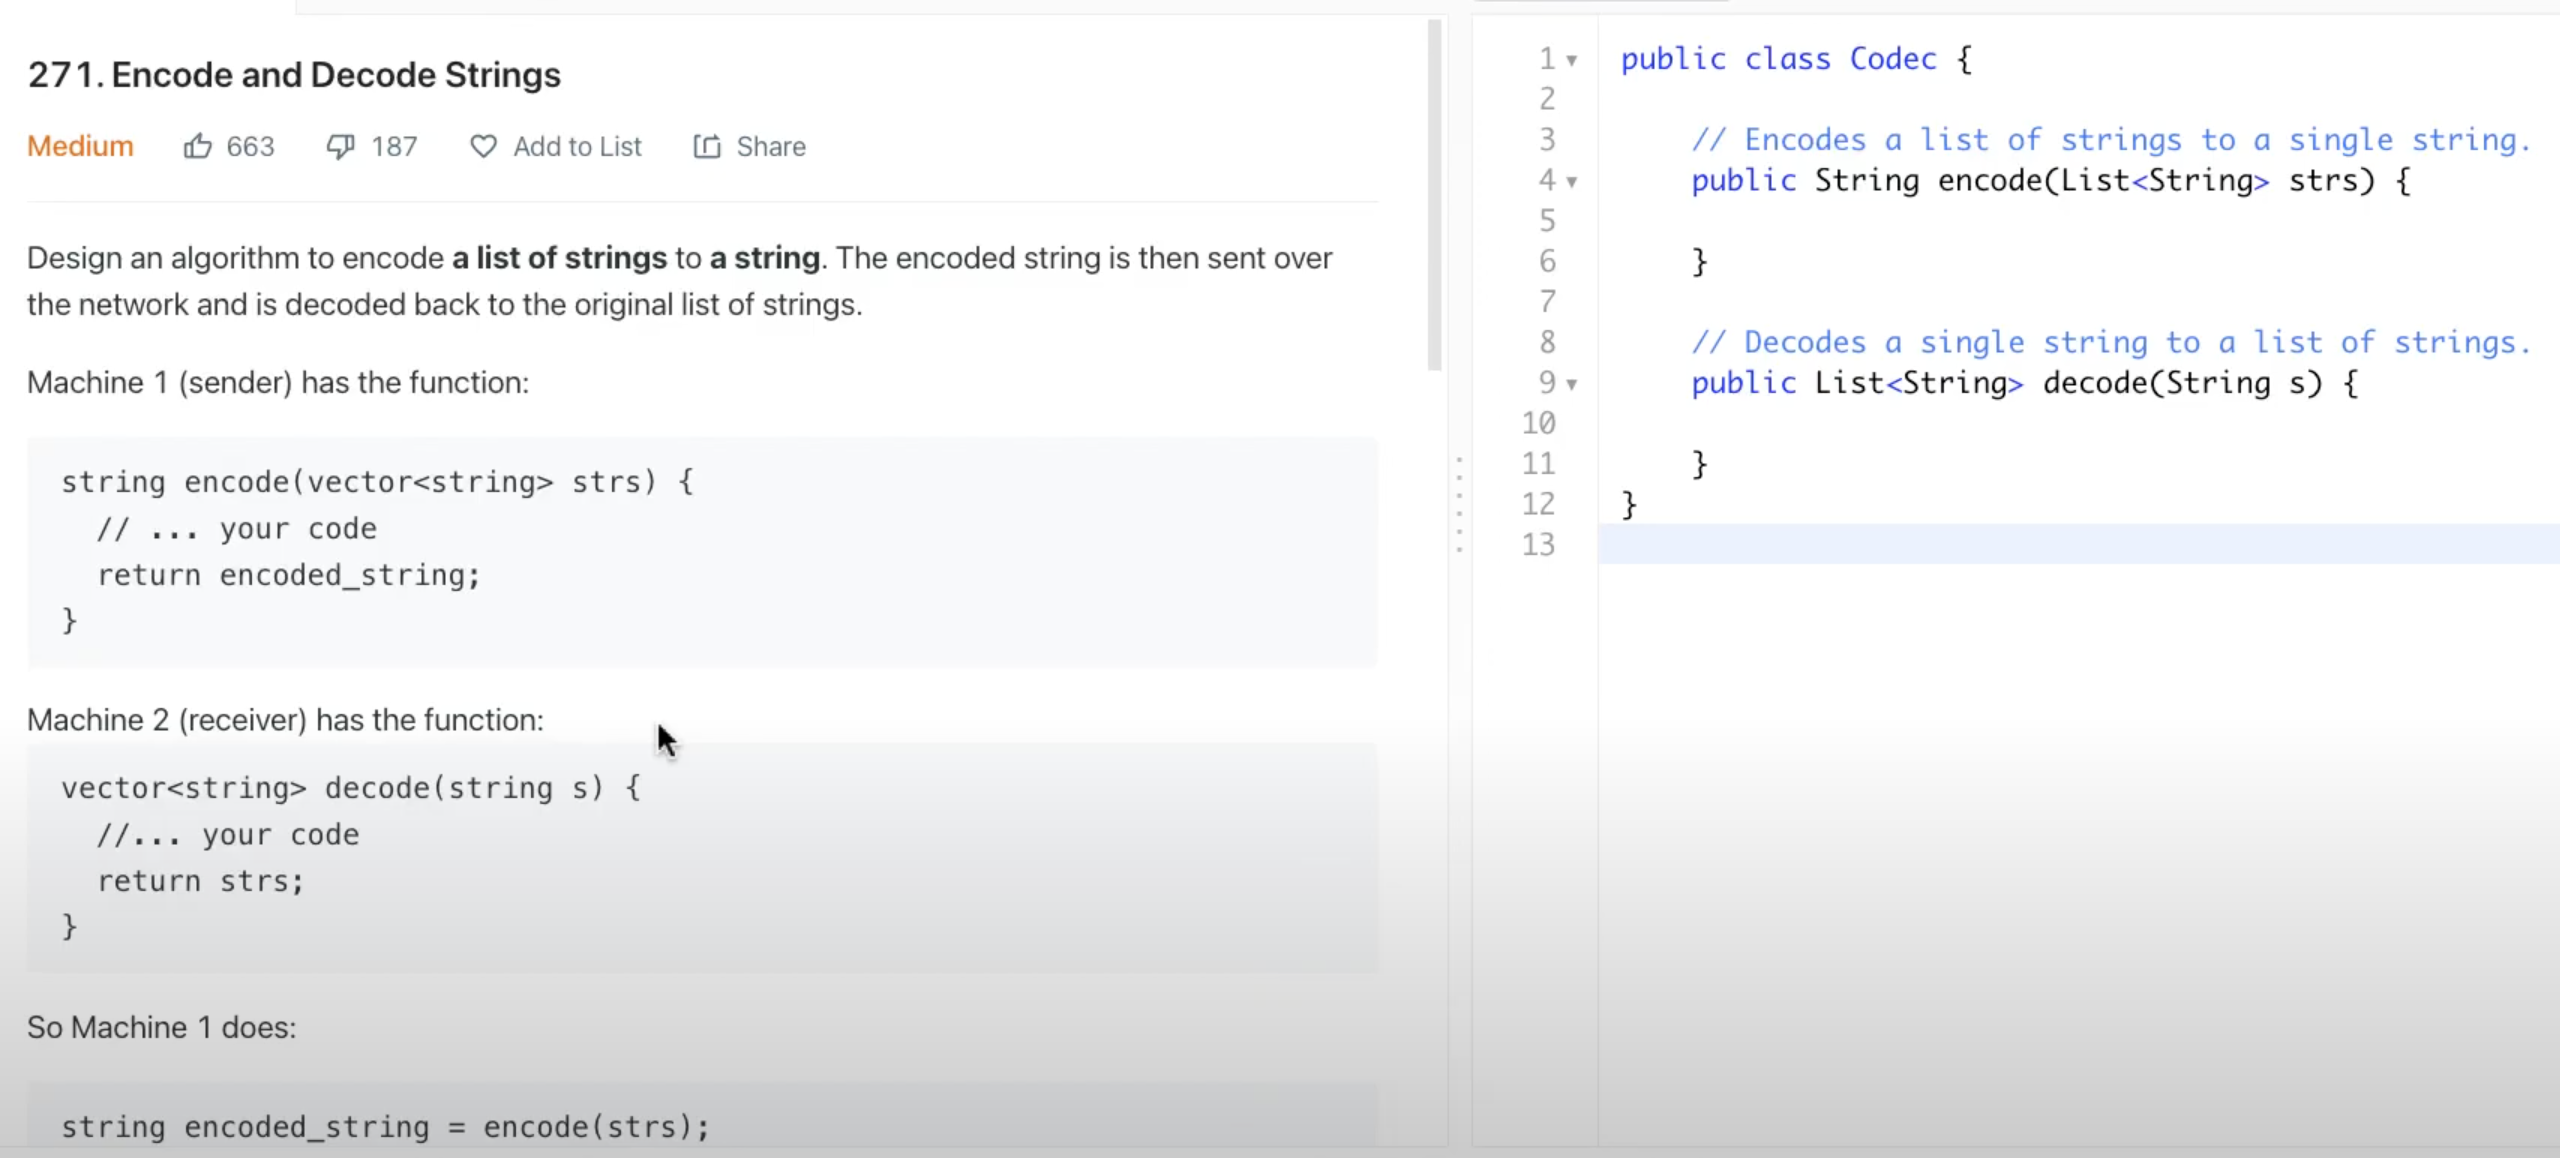 271. Encode and Decode Strings
Medium 663 187 Add to List Share
Design an algorithm to encode a list of strings to a string. The encoded string is then sent over
the network and is decoded back to the original list of strings.
Machine 1 (sender) has the function:
string encode(vector<string> strs) {
  // ... your code
  return encoded_string;
}
Machine 2 (receiver) has the function:
vector<string> decode(string s) {
  //... your code
  return strs;
}
So Machine 1 does:
string encoded_string = encode(strs);
1 public class Codec {
2
3     // Encodes a list of strings to a single string.
4     public String encode(List<String> strs) {
5
6     }
7
8     // Decodes a single string to a list of strings.
9     public List<String> decode(String s) {
10
11     }
12 }
13